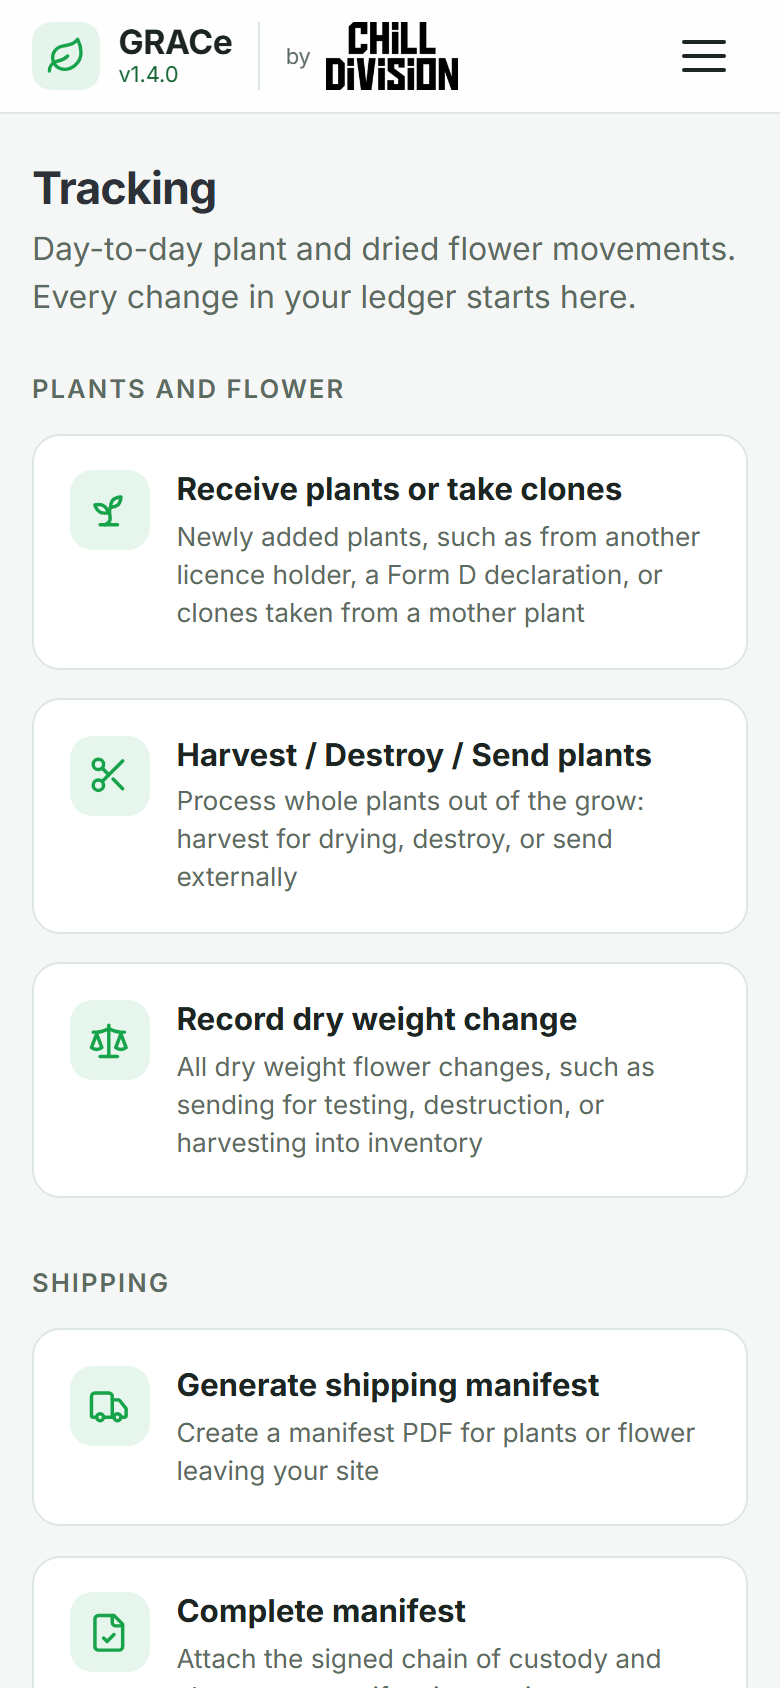 GRACe
v1.4.0
by
CHiLL
DiViSiON
Tracking
Day-to-day plant and dried flower movements.
Every change in your ledger starts here.
PLANTS AND FLOWER
Receive plants or take clones
Newly added plants, such as from another
licence holder, a Form D declaration, or
clones taken from a mother plant
Harvest / Destroy / Send plants
Process whole plants out of the grow:
harvest for drying, destroy, or send
externally
Record dry weight change
All dry weight flower changes, such as
sending for testing, destruction, or
harvesting into inventory
SHIPPING
Generate shipping manifest
Create a manifest PDF for plants or flower
leaving your site
Complete manifest
Attach the signed chain of custody and